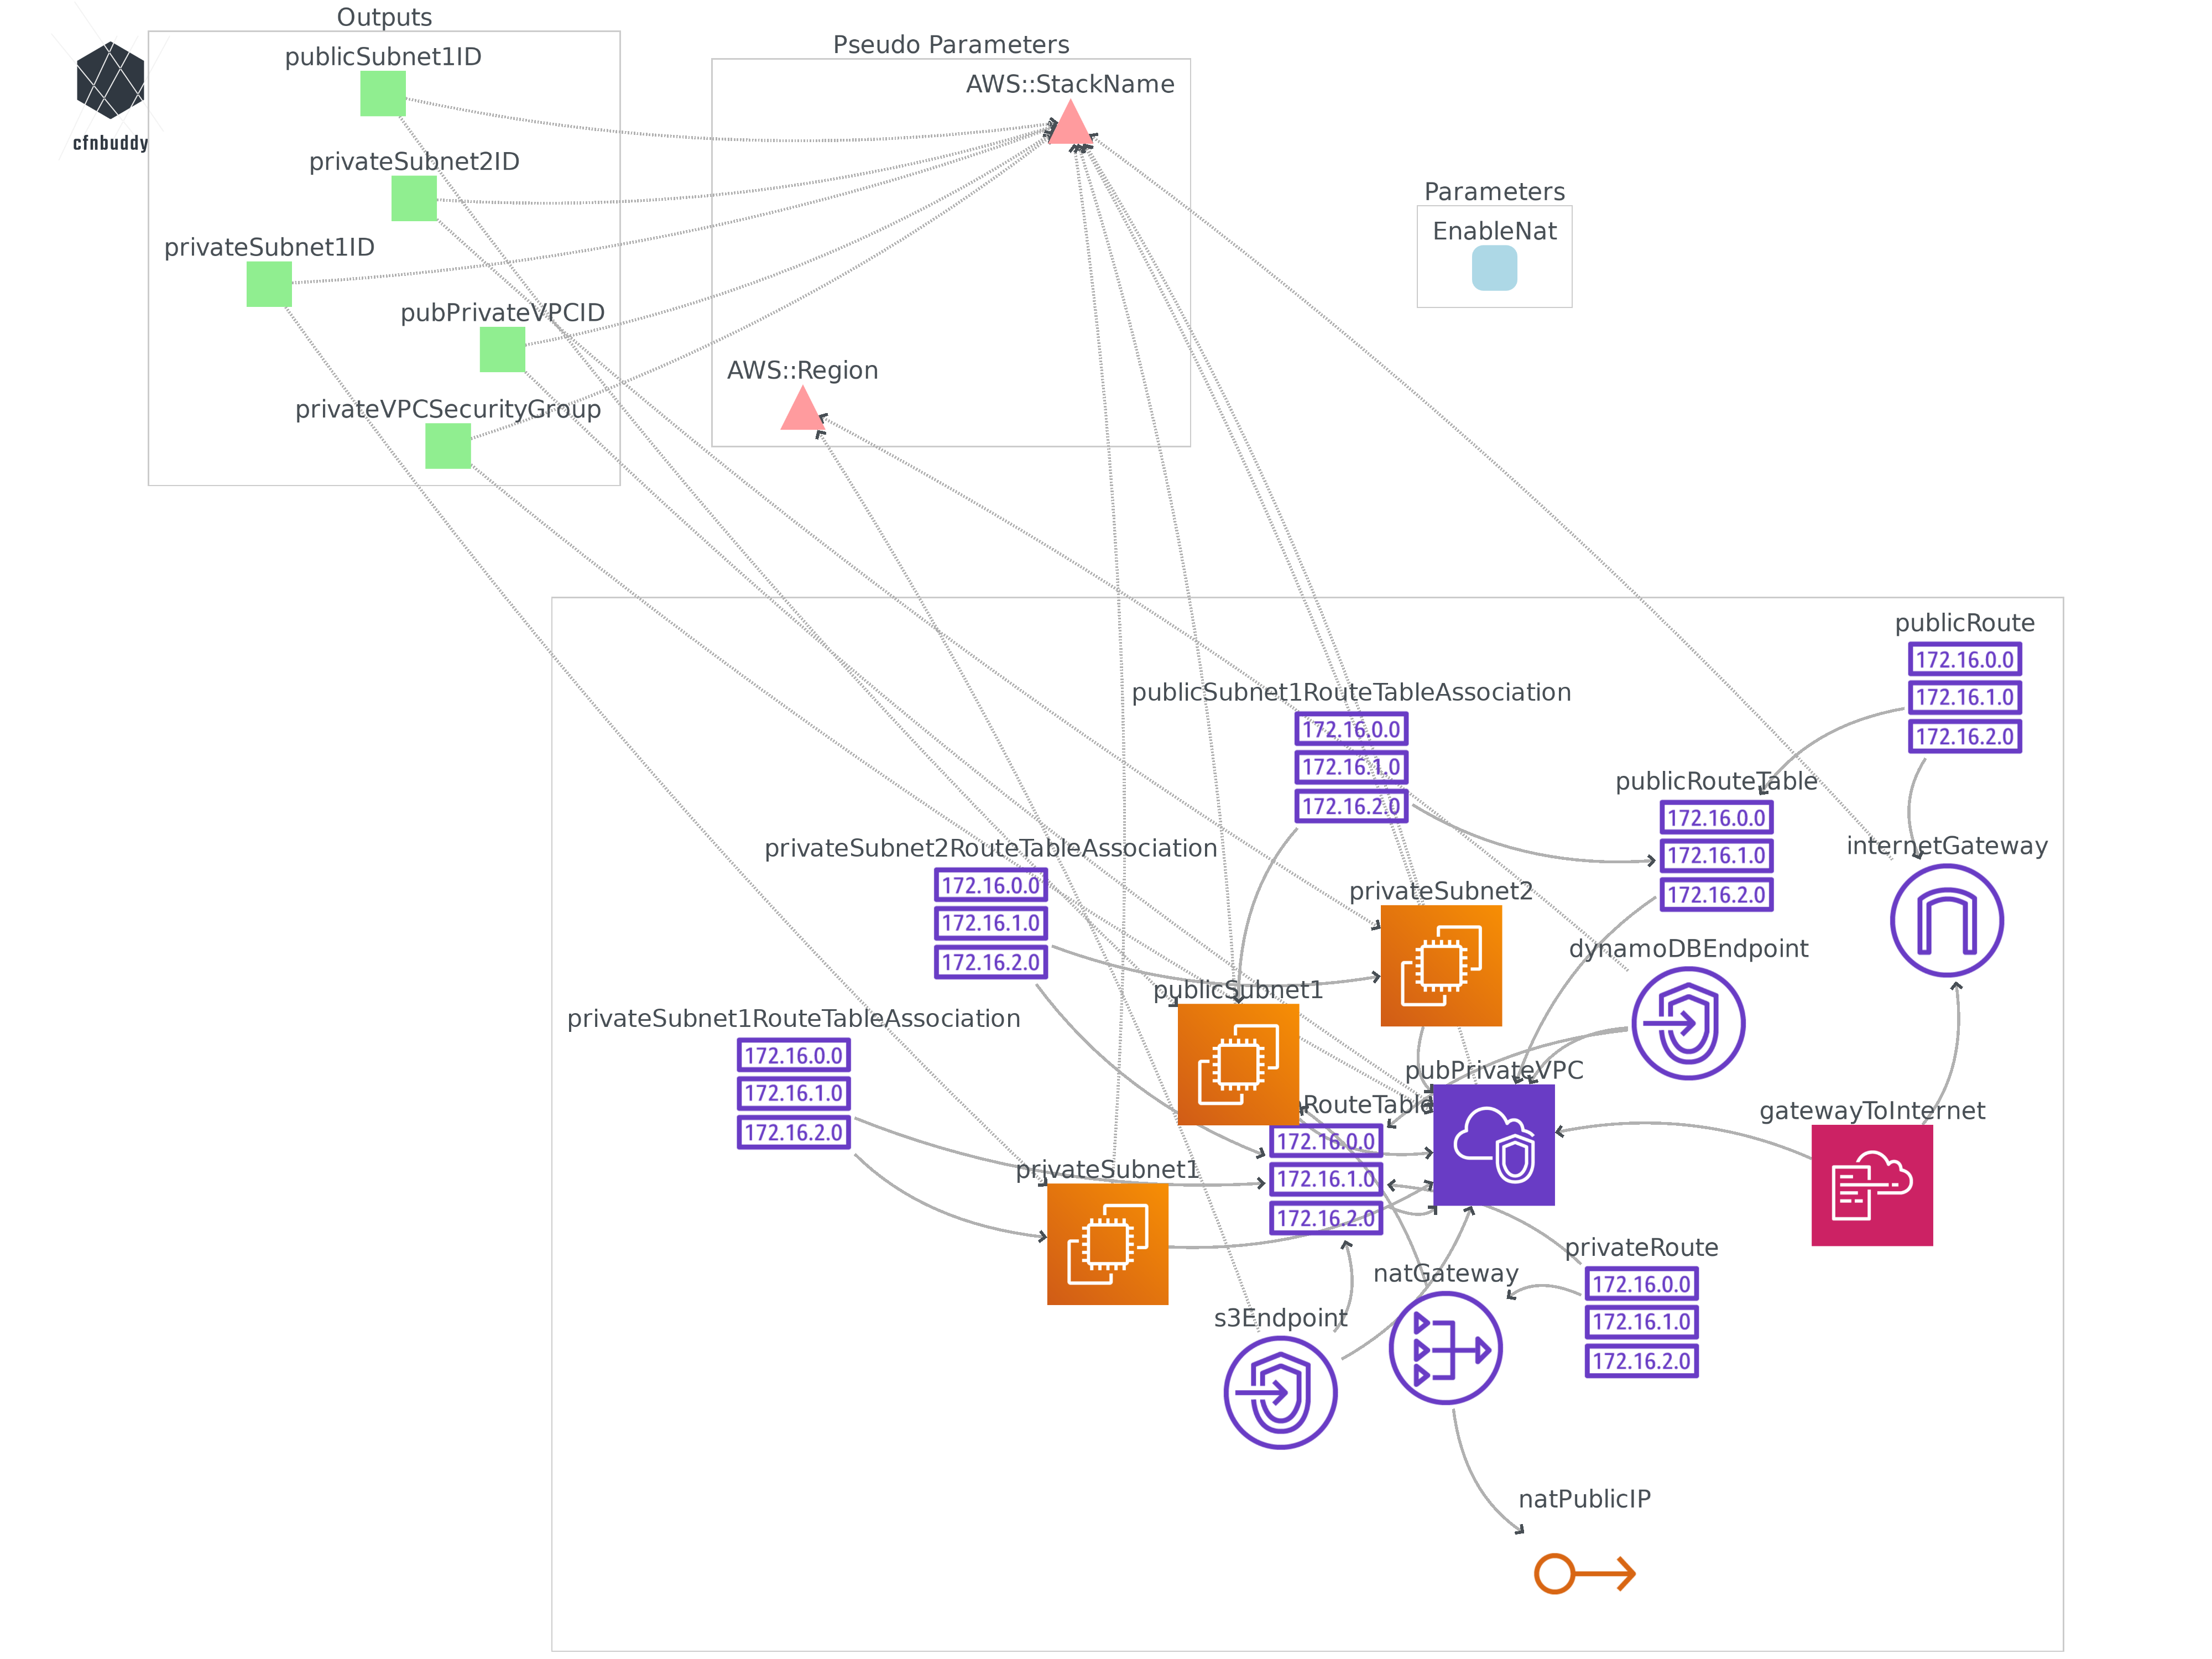 Outputs
Pseudo Parameters
cfnbuddy
publicSubnet1ID
privateSubnet2ID
privateSubnet1ID
pubPrivateVPCID
privateVPCSecurityGroup
AWS::StackName
AWS::Region
Parameters
EnableNat
publicRoute
172.16.0.0
172.16.1.0
172.16.2.0
publicSubnet1RouteTableAssociation
172.16.0.0
172.16.1.0
172.16.2.0
publicRouteTable
172.16.0.0
172.16.1.0
172.16.2.0
internetGateway
privateSubnet2RouteTableAssociation
172.16.0.0
172.16.1.0
172.16.2.0
privateSubnet2
dynamoDBEndpoint
publicSubnet1
privateSubnet1RouteTableAssociation
172.16.0.0
172.16.1.0
172.16.2.0
pubPrivateVPC
RouteTable
172.16.0.0
172.16.1.0
172.16.2.0
gatewayToInternet
privateSubnet1
privateRoute
172.16.0.0
172.16.1.0
172.16.2.0
natGateway
s3Endpoint
natPublicIP